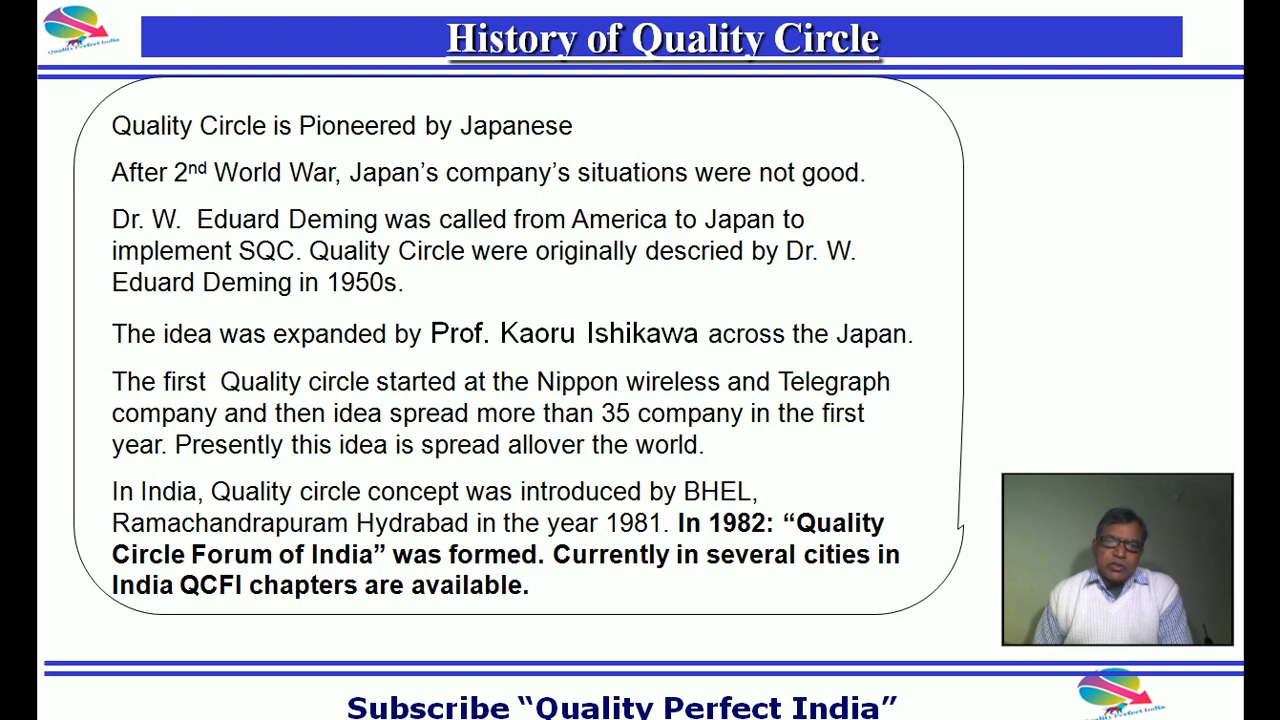 Quality Perfect India
History of Quality Circle
Quality Circle is Pioneered by Japanese
After 2nd World War, Japan’s company’s situations were not good.
Dr. W. Eduard Deming was called from America to Japan to
implement SQC. Quality Circle were originally descried by Dr. W.
Eduard Deming in 1950s.
The idea was expanded by Prof. Kaoru Ishikawa across the Japan.
The first Quality circle started at the Nippon wireless and Telegraph
company and then idea spread more than 35 company in the first
year. Presently this idea is spread allover the world.
In India, Quality circle concept was introduced by BHEL,
Ramachandrapuram Hydrabad in the year 1981. In 1982: “Quality
Circle Forum of India” was formed. Currently in several cities in
India QCFI chapters are available.
Subscribe “Quality Perfect India”
Quality Perfect India